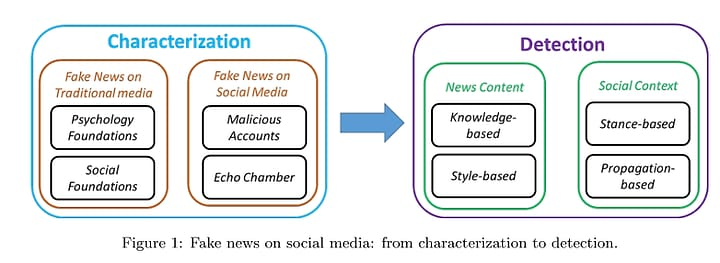 Characterization
Fake News on
Traditional media
Psychology
Foundations
Social
Foundations
Fake News on
Social Media
Malicious
Accounts
Echo Chamber
Detection
News Content
Knowledge-
based
Style-based
Social Context
Stance-based
Propagation-
based
Figure 1: Fake news on social media: from characterization to detection.